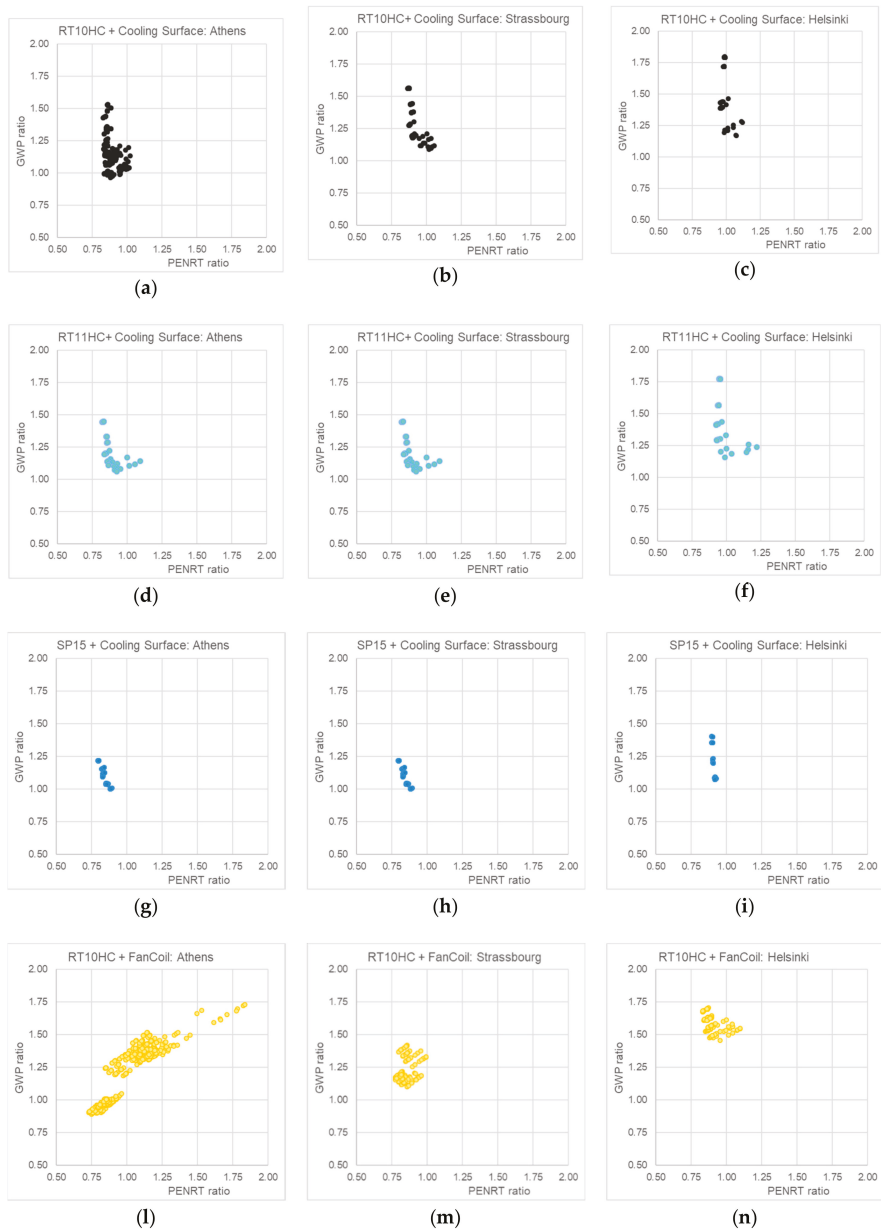 RT10HC + Cooling Surface: Athens
2.00
1.75
1.50
1.25
1.00
0.75
0.50
GWP ratio
0.50 0.75 1.00 1.25 1.50 1.75 2.00
PENRT ratio
(a)
RT10HC+ Cooling Surface: Strassbourg
2.00
1.75
1.50
1.25
1.00
0.75
0.50
GWP ratio
0.50 0.75 1.00 1.25 1.50 1.75 2.00
PENRT ratio
(b)
RT10HC + Cooling Surface: Helsinki
2.00
1.75
1.50
1.25
1.00
0.75
0.50
GWP ratio
0.50 0.75 1.00 1.25 1.50 1.75 2.00
PENRT ratio
(c)
RT11HC+ Cooling Surface: Athens
2.00
1.75
1.50
1.25
1.00
0.75
0.50
GWP ratio
0.50 0.75 1.00 1.25 1.50 1.75 2.00
PENRT ratio
(d)
RT11HC+ Cooling Surface: Strassbourg
2.00
1.75
1.50
1.25
1.00
0.75
0.50
GWP ratio
0.50 0.75 1.00 1.25 1.50 1.75 2.00
PENRT ratio
(e)
RT11HC + Cooling Surface: Helsinki
2.00
1.75
1.50
1.25
1.00
0.75
0.50
GWP ratio
0.50 0.75 1.00 1.25 1.50 1.75 2.00
PENRT ratio
(f)
SP15 + Cooling Surface: Athens
2.00
1.75
1.50
1.25
1.00
0.75
0.50
GWP ratio
0.50 0.75 1.00 1.25 1.50 1.75 2.00
PENRT ratio
(g)
SP15 + Cooling Surface: Strassbourg
2.00
1.75
1.50
1.25
1.00
0.75
0.50
GWP ratio
0.50 0.75 1.00 1.25 1.50 1.75 2.00
PENRT ratio
(h)
SP15 + Cooling Surface: Helsinki
2.00
1.75
1.50
1.25
1.00
0.75
0.50
GWP ratio
0.50 0.75 1.00 1.25 1.50 1.75 2.00
PENRT ratio
(i)
RT10HC + FanCoil: Athens
2.00
1.75
1.50
1.25
1.00
0.75
0.50
GWP ratio
0.50 0.75 1.00 1.25 1.50 1.75 2.00
PENRT ratio
(l)
RT10HC + FanCoil: Strassbourg
2.00
1.75
1.50
1.25
1.00
0.75
0.50
GWP ratio
0.50 0.75 1.00 1.25 1.50 1.75 2.00
PENRT ratio
(m)
RT10HC + FanCoil: Helsinki
2.00
1.75
1.50
1.25
1.00
0.75
0.50
GWP ratio
0.50 0.75 1.00 1.25 1.50 1.75 2.00
PENRT ratio
(n)